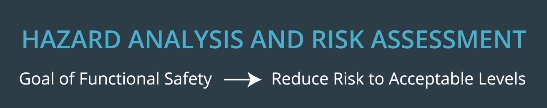 HAZARD ANALYSIS AND RISK ASSESSMENT
Goal of Functional Safety → Reduce Risk to Acceptable Levels